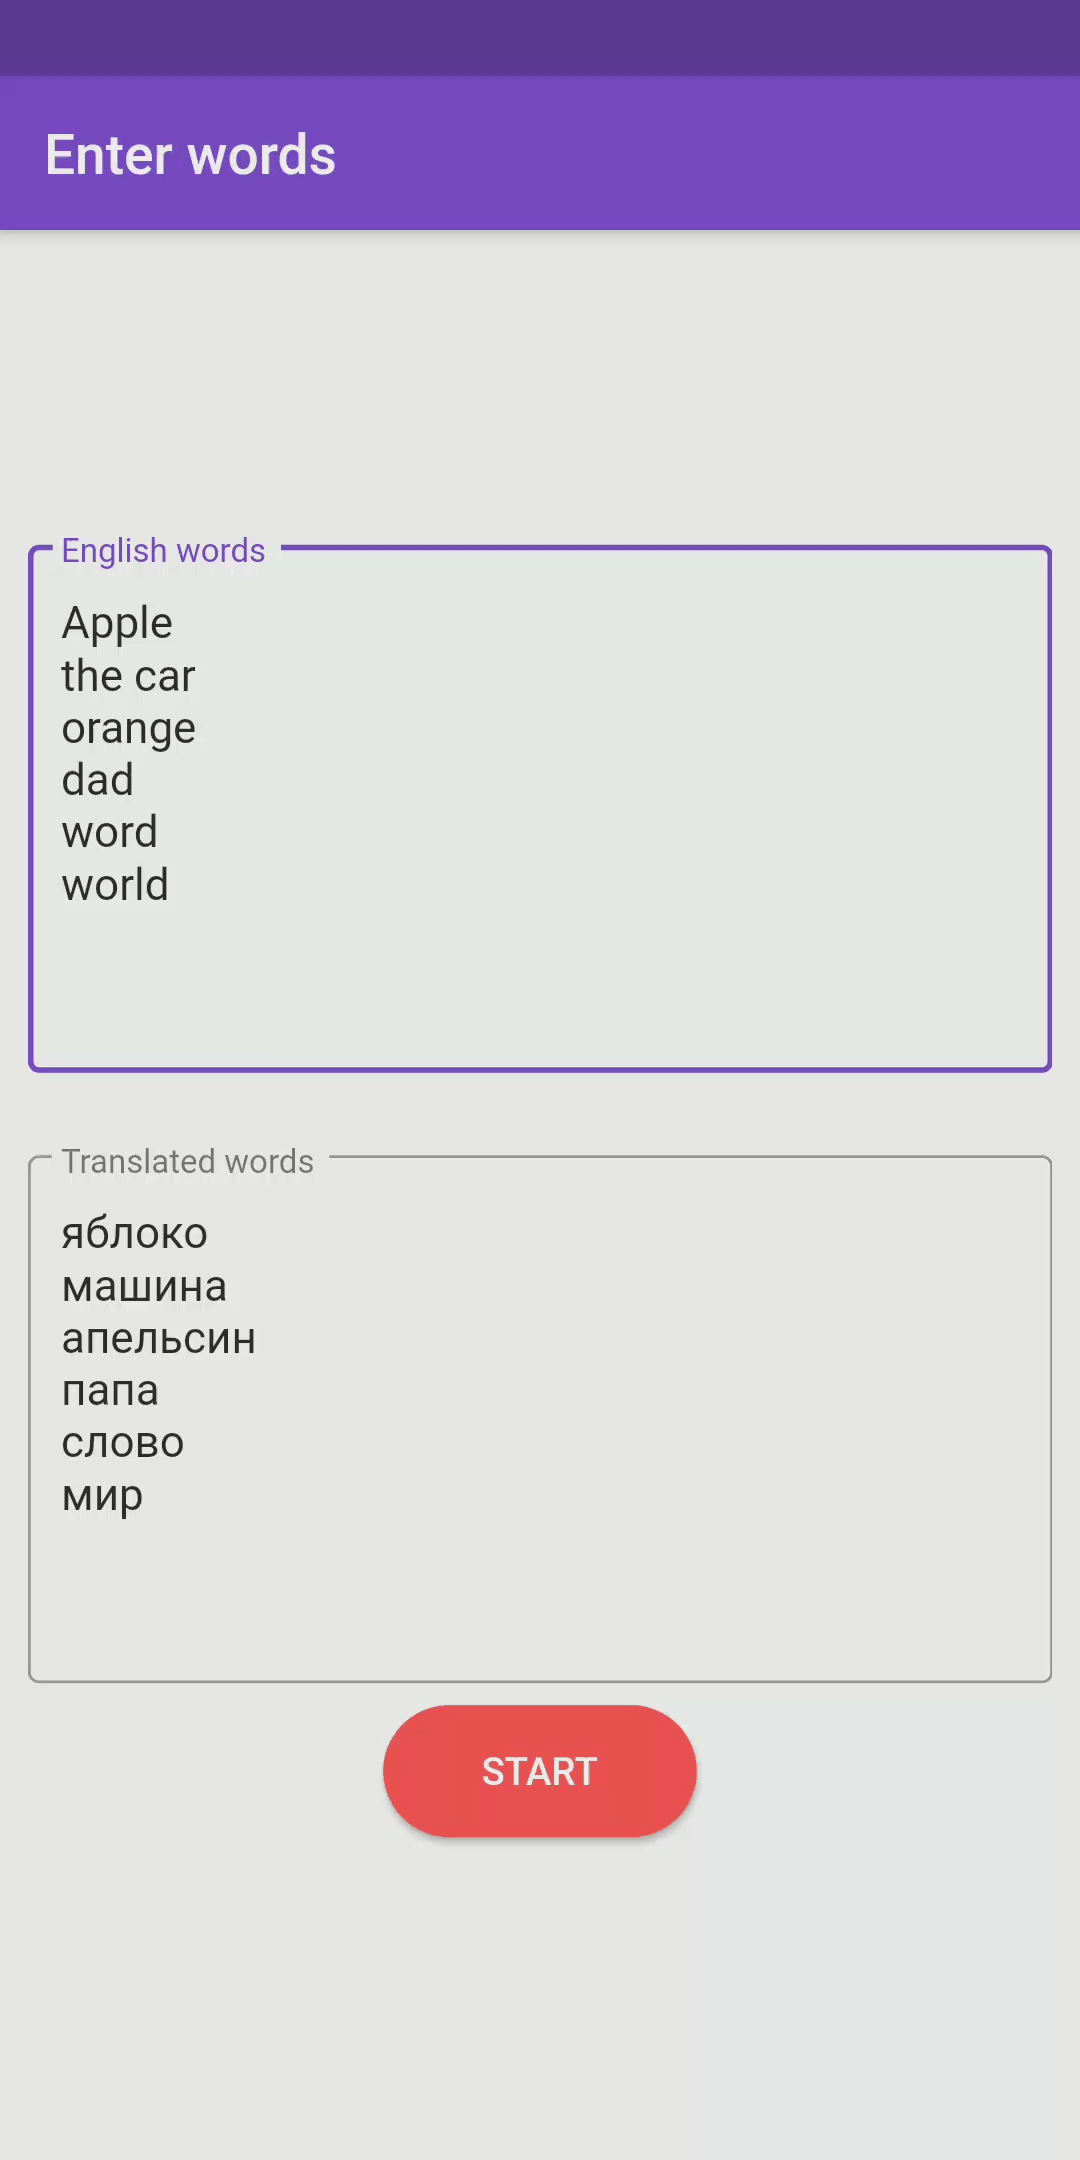 Enter words
English words
Apple
the car
orange
dad
word
world
Translated words
яблоко
машина
апельсин
папа
слово
мир
START